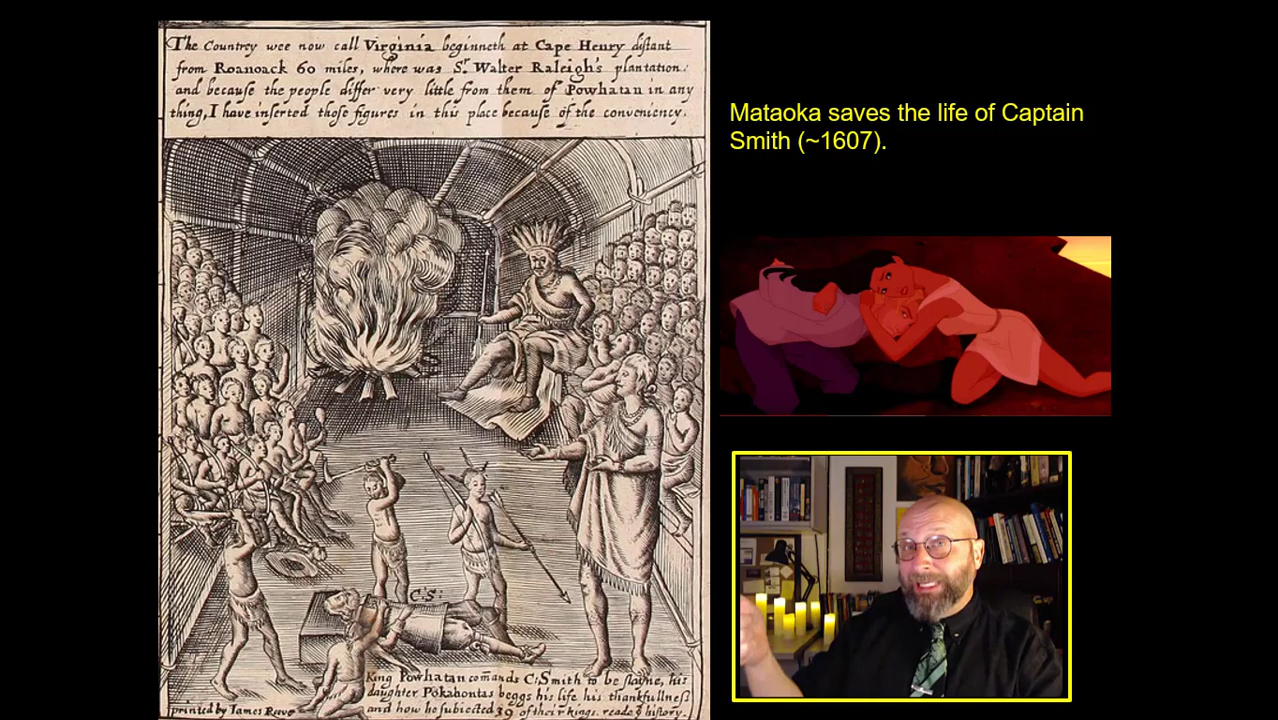 The Countrey wee now call Virginia beginneth at Cape Henry distant
from Roanoack 60 miles, where was Sr. Walter Raleigh's plantation:
and because the people differ very little from them of Powhatan in any
thing, I have inserted those figures in this place because of the conveniency.
Mataoka saves the life of Captain
Smith (~1607).
C:S:
King Powhatan comands C:Smith to be slayne, his
daughter Pokahontas beggs his life his thankfullness
and how he subiected 39 of their kings. reade ye history.
printed by Iames Reeve